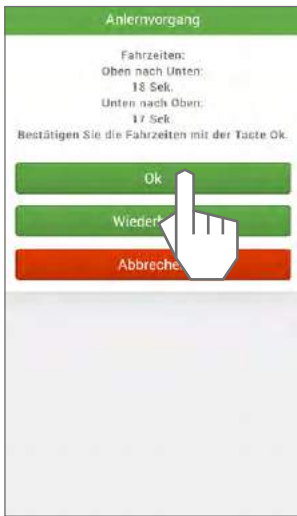 Anlernvorgang
Fahrzeiten:
Oben nach Unten:
18 Sek.
Unten nach Oben:
17 Sek.
Bestätigen Sie die Fahrzeiten mit der Taste Ok.
Ok
Wiederh
Abbreche